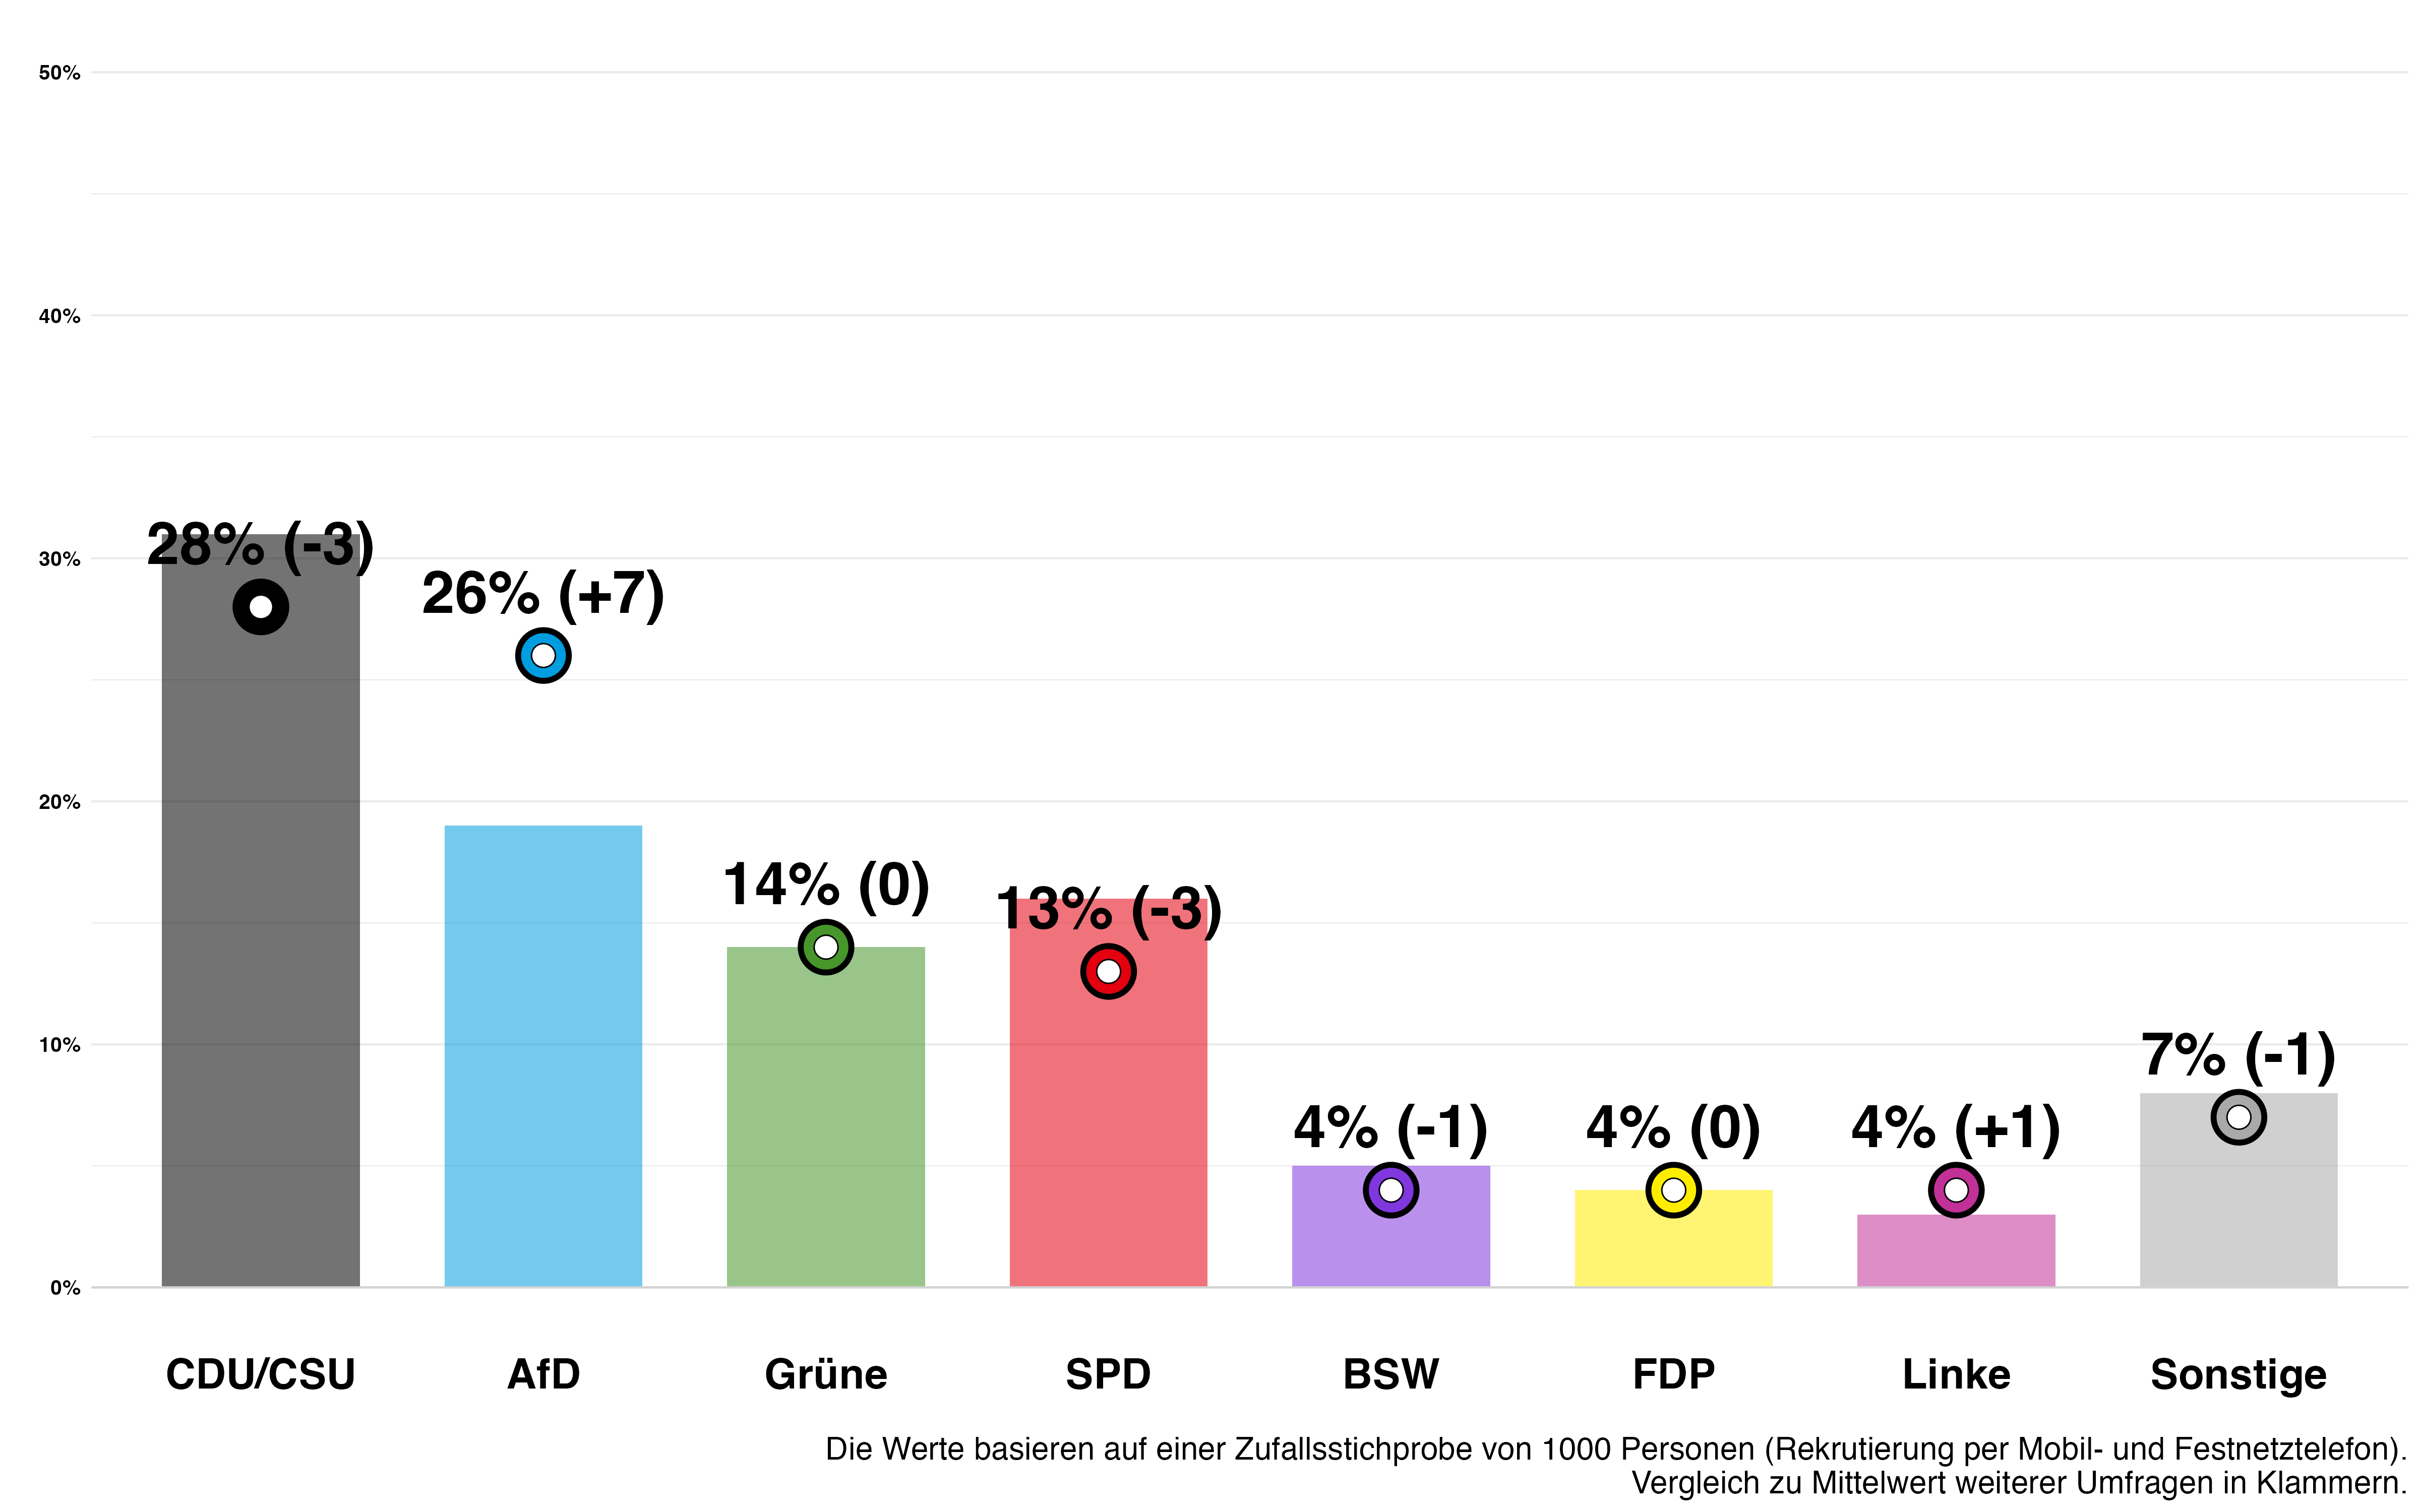 50%
40%
30%
20%
10%
0%
28% (-3)
26% (+7)
14% (0)
13% (-3)
4% (-1)
4% (0)
4% (+1)
7% (-1)
CDU/CSU
AfD
Grüne
SPD
BSW
FDP
Linke
Sonstige
Die Werte basieren auf einer Zufallsstichprobe von 1000 Personen (Rekrutierung per Mobil- und Festnetztelefon).
Vergleich zu Mittelwert weiterer Umfragen in Klammern.